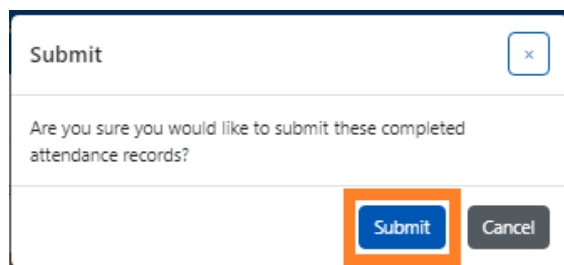 Submit ×
Are you sure you would like to submit these completed
attendance records?
Submit Cancel